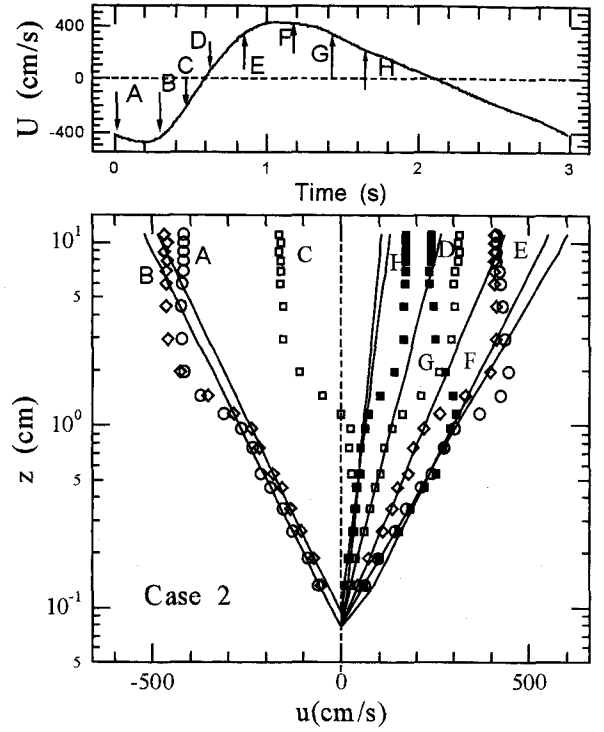 U (cm/s)
400
0
-400
A
B
C
D
E
F
G
H
0
1
2
3
Time (s)
z (cm)
10¹
5
10⁰
5
10⁻¹
5
B
A
C
H
D
E
G
F
Case 2
-500
0
500
u(cm/s)